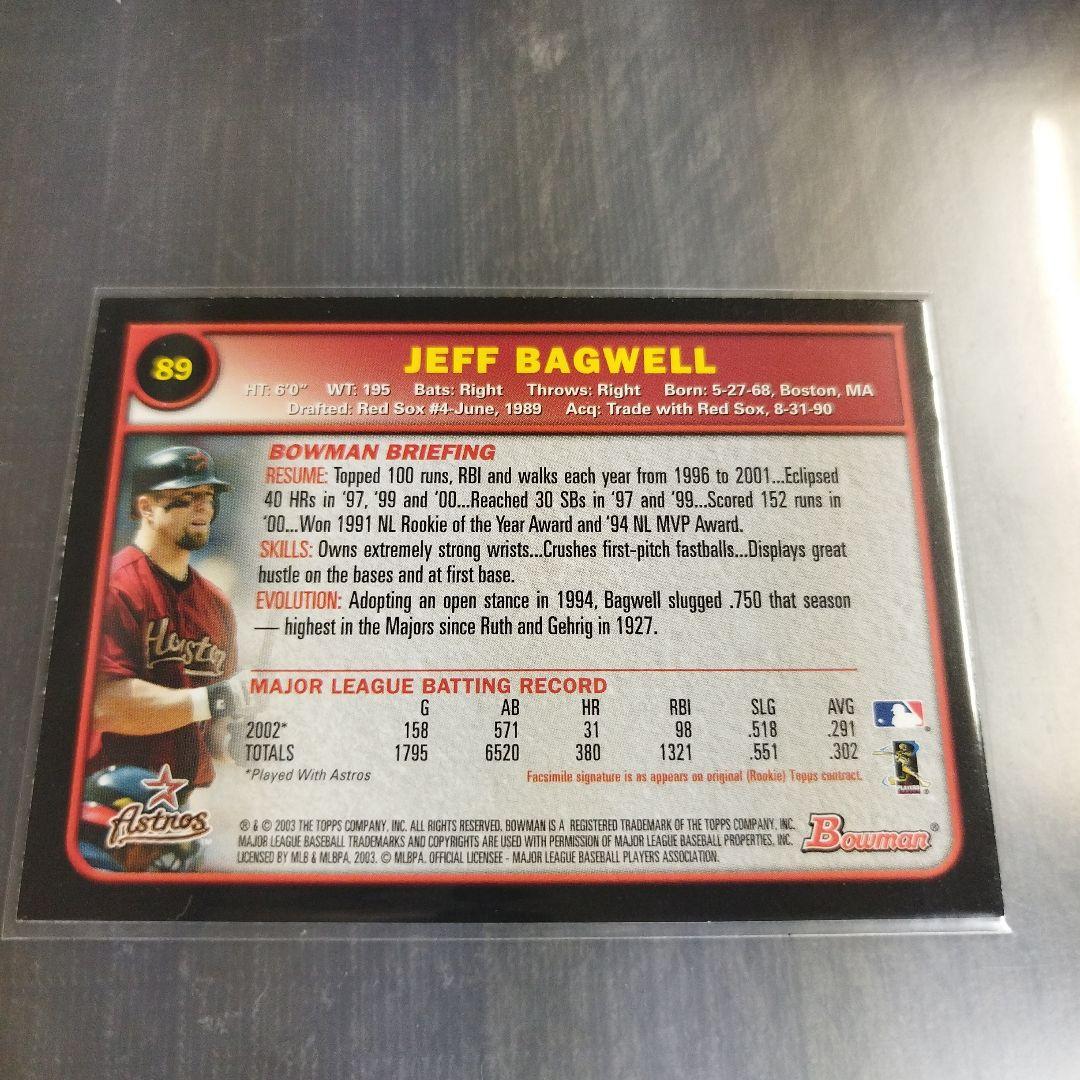 89
JEFF BAGWELL
HT: 6'0" WT: 195 Bats: Right Throws: Right Born: 5-27-68, Boston, MA
Drafted: Red Sox #4-June, 1989 Acq: Trade with Red Sox, 8-31-90
BOWMAN BRIEFING
RESUME: Topped 100 runs, RBI and walks each year from 1996 to 2001...Eclipsed
40 HRs in '97, '99 and '00...Reached 30 SBs in '97 and '99...Scored 152 runs in
'00...Won 1991 NL Rookie of the Year Award and '94 NL MVP Award.
SKILLS: Owns extremely strong wrists...Crushes first-pitch fastballs...Displays great
hustle on the bases and at first base.
EVOLUTION: Adopting an open stance in 1994, Bagwell slugged .750 that season
— highest in the Majors since Ruth and Gehrig in 1927.
Houston
MAJOR LEAGUE BATTING RECORD
G AB HR RBI SLG AVG
2002* 158 571 31 98 .518 .291
TOTALS 1795 6520 380 1321 .551 .302
*Played With Astros Facsimile signature is as appears on original (Rookie) Topps contract.
PLAYERS
Astros
® & © 2003 THE TOPPS COMPANY, INC. ALL RIGHTS RESERVED. BOWMAN IS A REGISTERED TRADEMARK OF THE TOPPS COMPANY, INC.
MAJOR LEAGUE BASEBALL TRADEMARKS AND COPYRIGHTS ARE USED WITH PERMISSION OF MAJOR LEAGUE BASEBALL PROPERTIES, INC.
LICENSED BY MLB & MLBPA, 2003. © MLBPA. OFFICIAL LICENSEE - MAJOR LEAGUE BASEBALL PLAYERS ASSOCIATION.
Bowman®